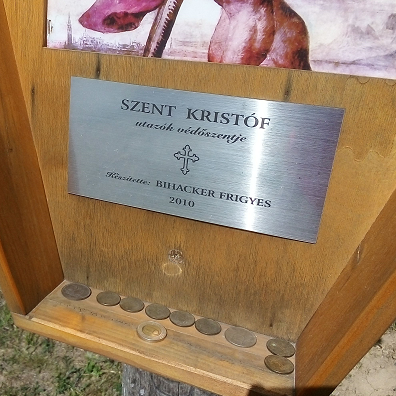 SZENT KRISTÓF
utazók védőszentje
Készítette: BIHACKER FRIGYES
2010